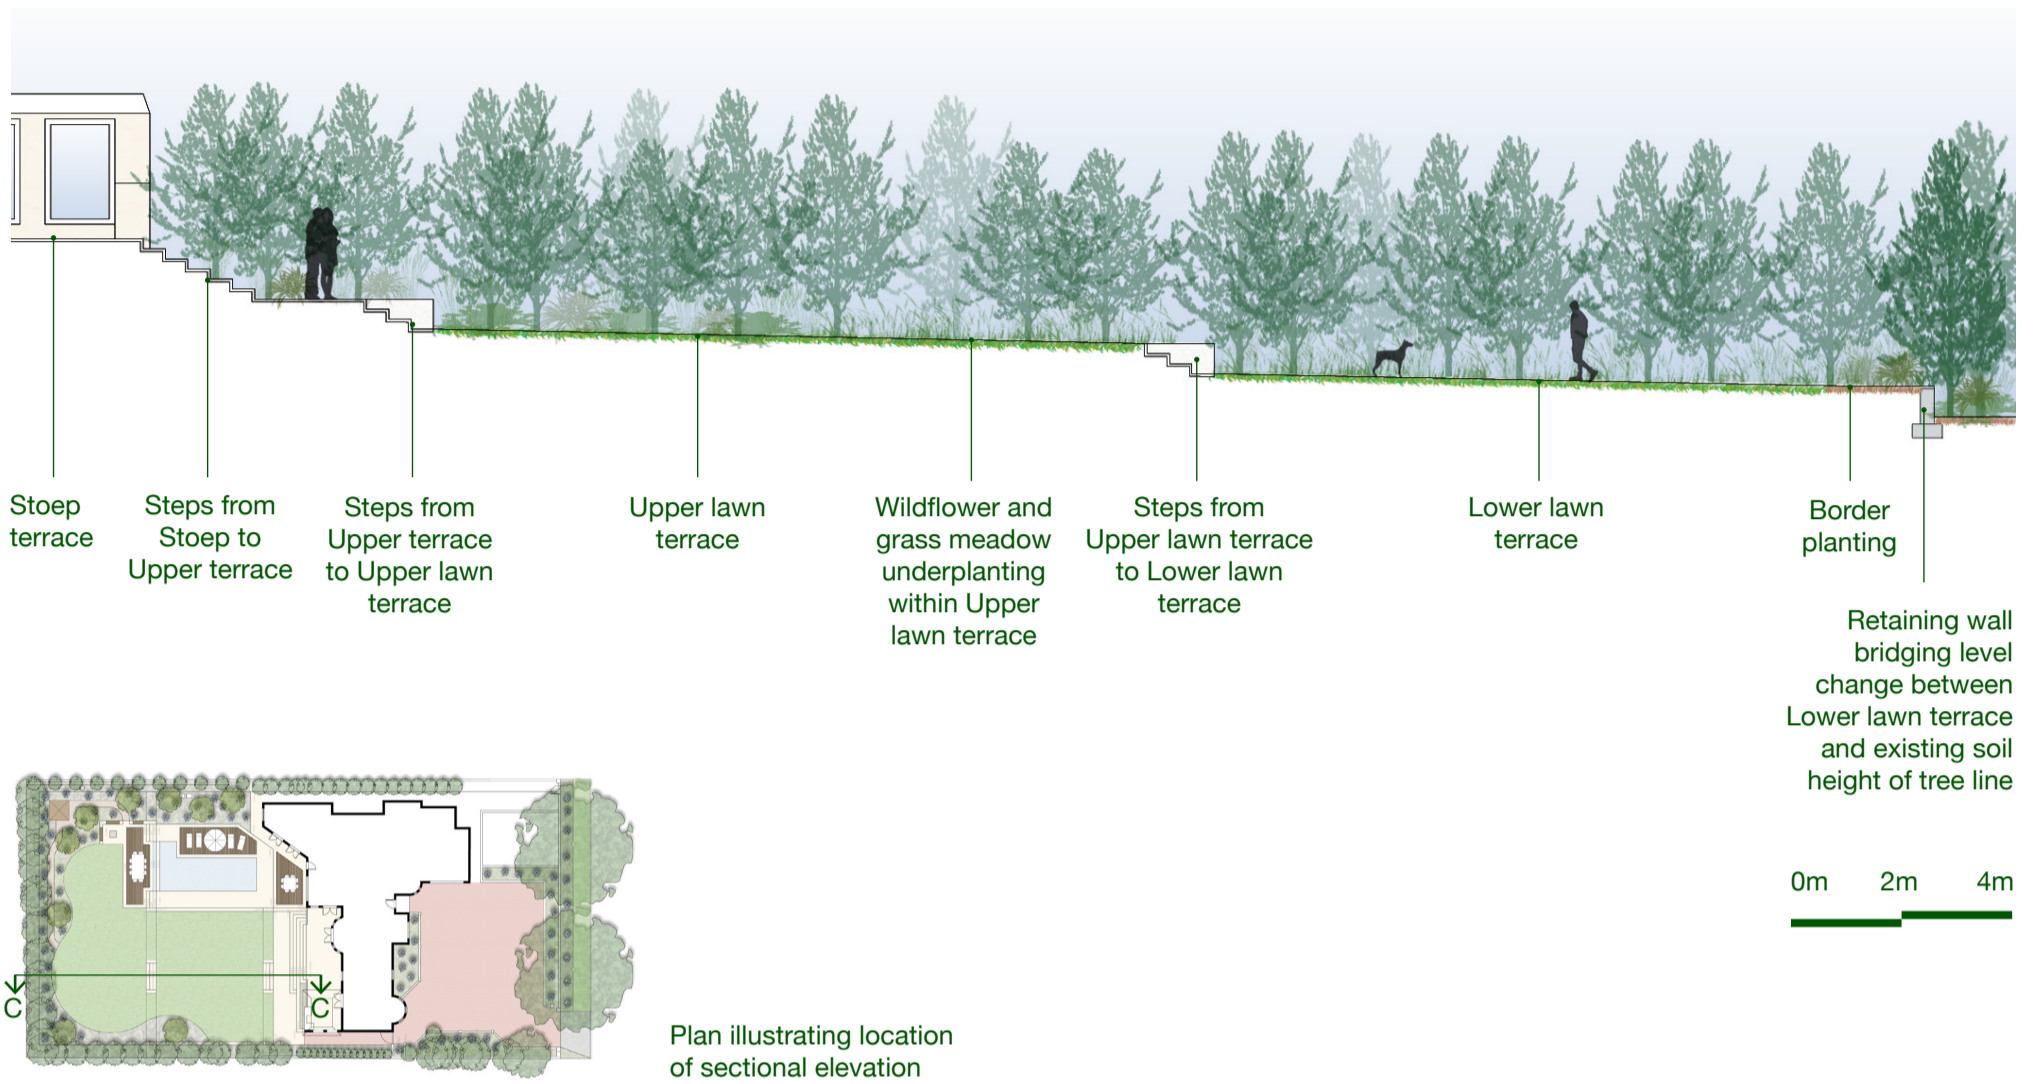 Stoep
terrace
Steps from
Stoep to
Upper terrace
Steps from
Upper terrace
to Upper lawn
terrace
Upper lawn
terrace
Wildflower and
grass meadow
underplanting
within Upper
lawn terrace
Steps from
Upper lawn terrace
to Lower lawn
terrace
Lower lawn
terrace
Border
planting
Retaining wall
bridging level
change between
Lower lawn terrace
and existing soil
height of tree line
0m 2m 4m
C C
Plan illustrating location
of sectional elevation